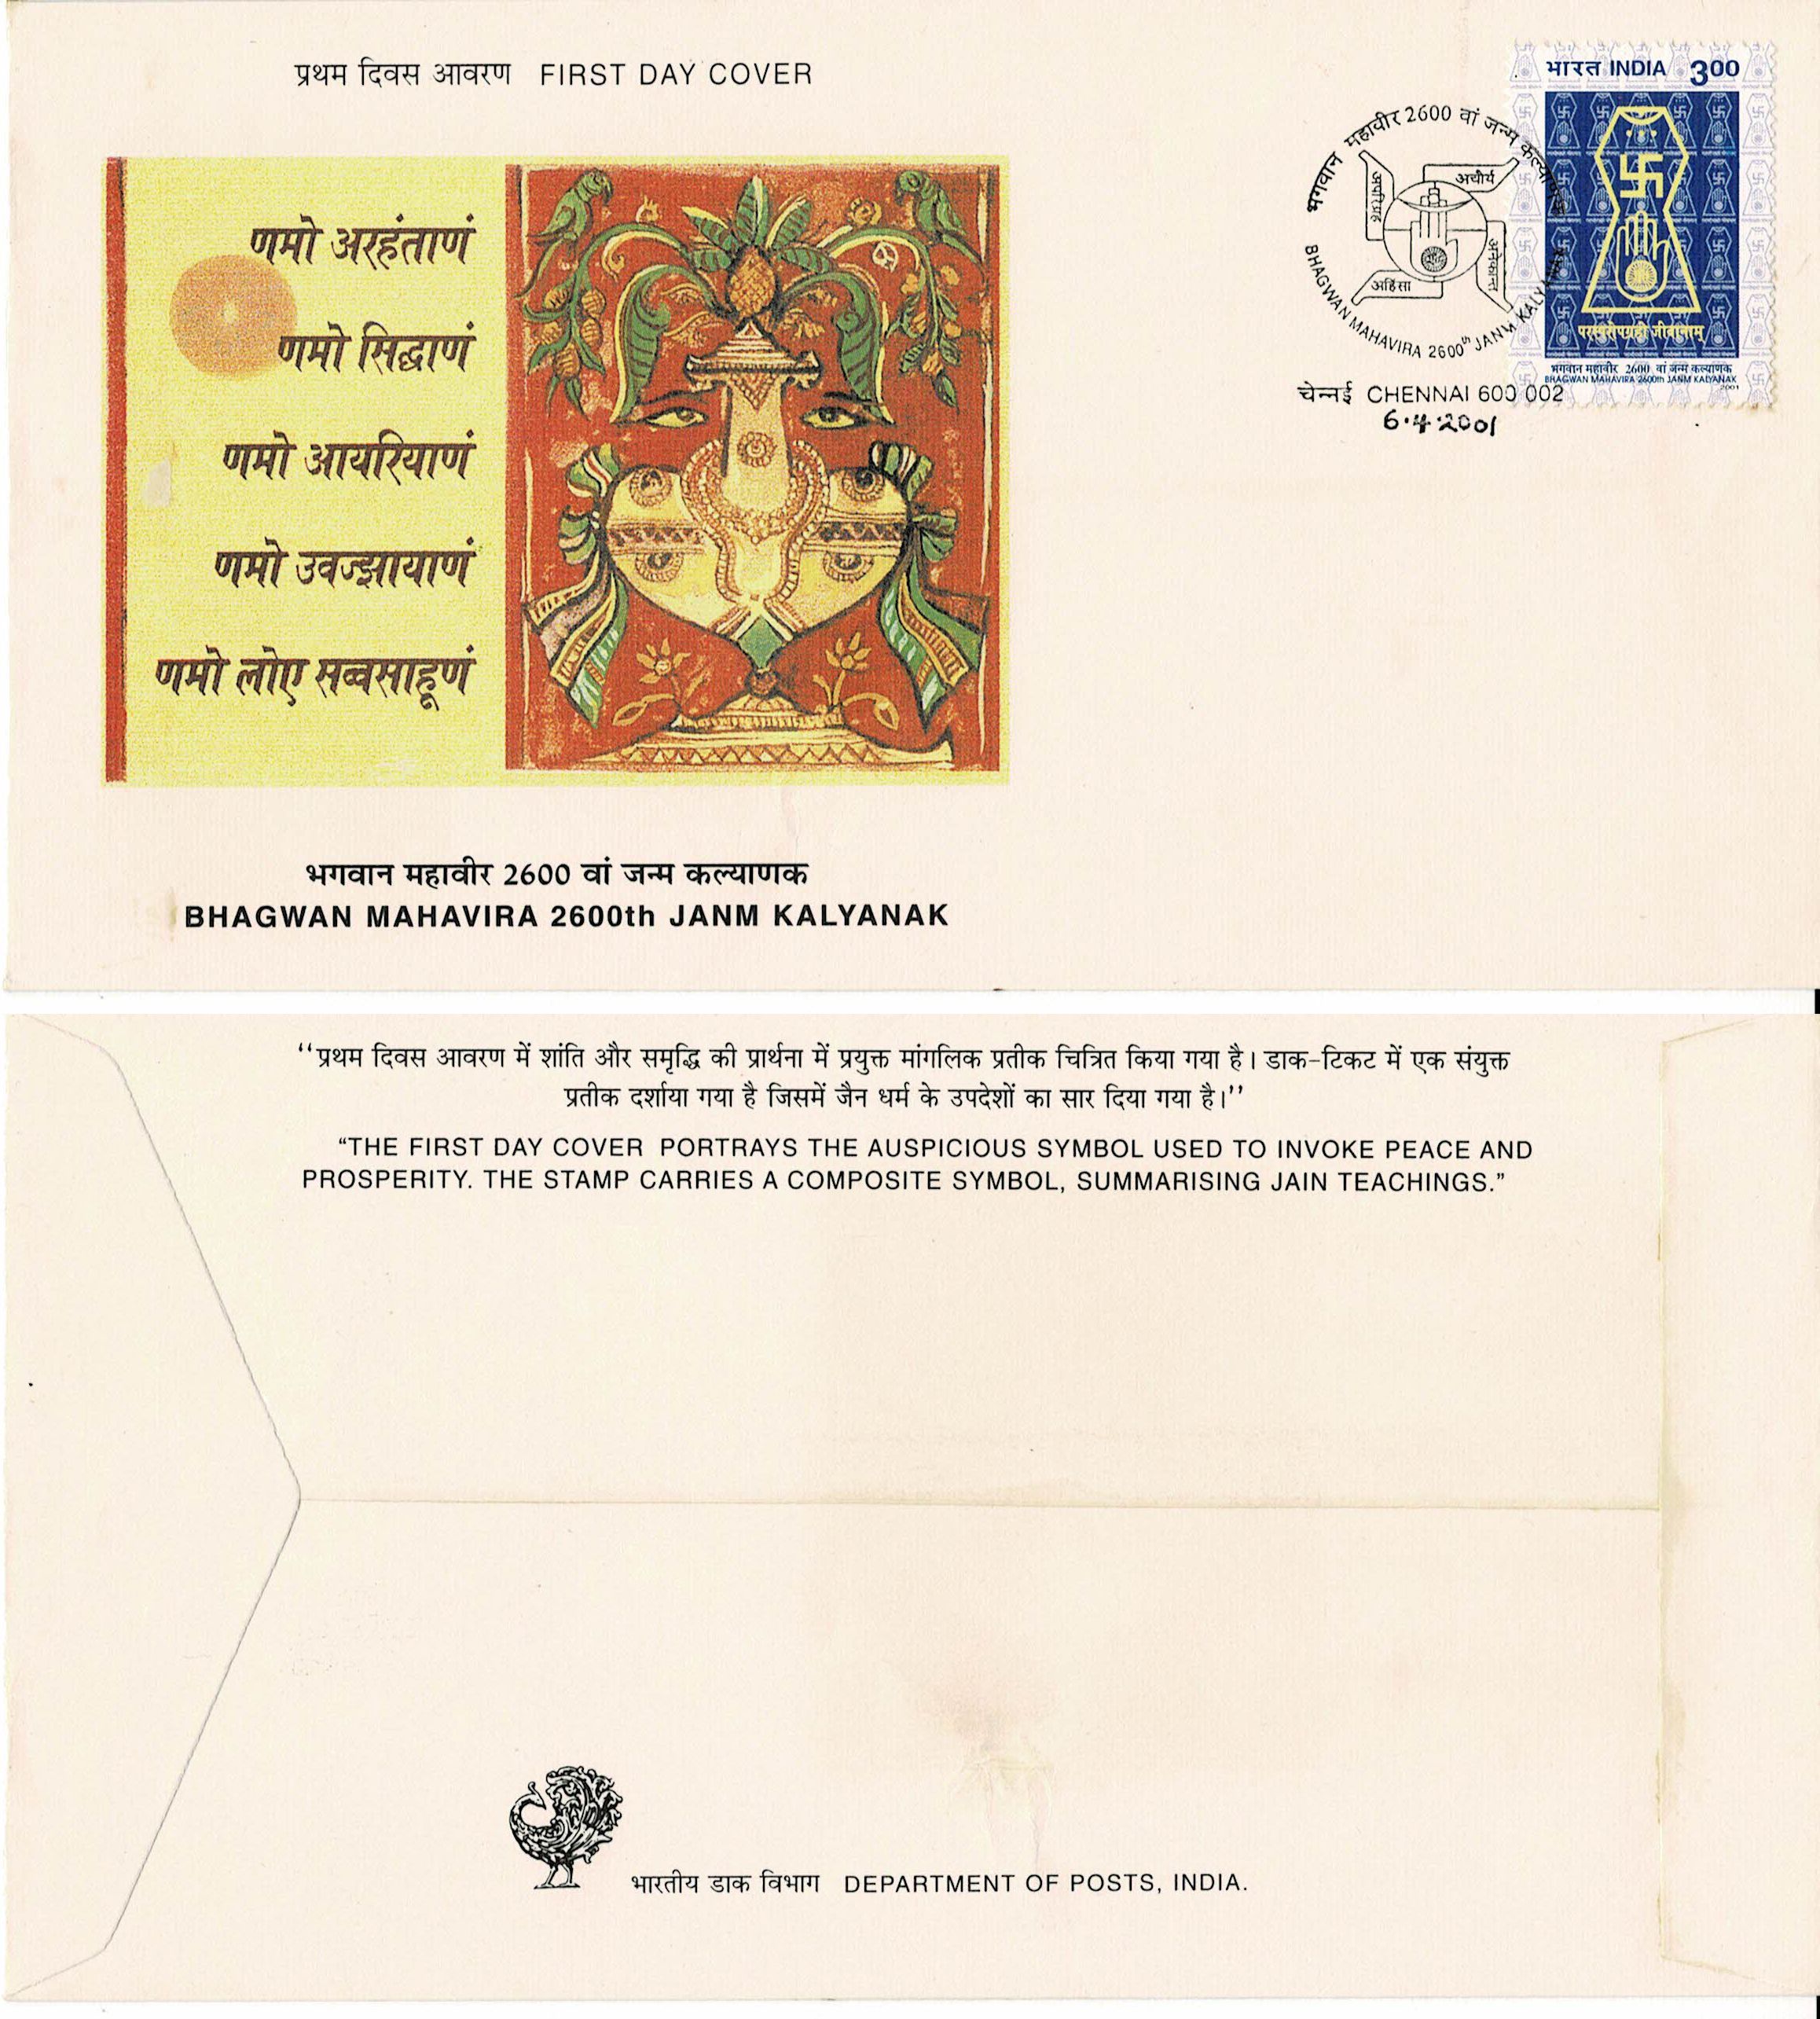 प्रथम दिवस आवरण FIRST DAY COVER
णमो अरहंताणं
णमो सिद्धाणं
णमो आयरियाणं
णमो उवज्झायाणं
णमो लोए सव्वसाहूणं
भगवान महावीर 2600 वां जन्म कल्याणक
BHAGWAN MAHAVIRA 2600th JANM KALYANAK
भगवान महावीर 2600 वां जन्म कल्याणक
अपरिग्रह
अचौर्य
अनेकान्त
अहिंसा
BHAGWAN MAHAVIRA 2600th JANM KALYANAK
चेन्नई CHENNAI 600 002
6.4.2001
भारत INDIA 300
परस्परोपग्रहो जीवानाम्
भगवान महावीर 2600 वां जन्म कल्याणक
BHAGWAN MAHAVIRA 2600th JANM KALYANAK
2001
‘‘प्रथम दिवस आवरण में शांति और समृद्धि की प्रार्थना में प्रयुक्त मांगलिक प्रतीक चित्रित किया गया है। डाक-टिकट में एक संयुक्त
प्रतीक दर्शाया गया है जिसमें जैन धर्म के उपदेशों का सार दिया गया है।’’
“THE FIRST DAY COVER PORTRAYS THE AUSPICIOUS SYMBOL USED TO INVOKE PEACE AND
PROSPERITY. THE STAMP CARRIES A COMPOSITE SYMBOL, SUMMARISING JAIN TEACHINGS.”
भारतीय डाक विभाग DEPARTMENT OF POSTS, INDIA.